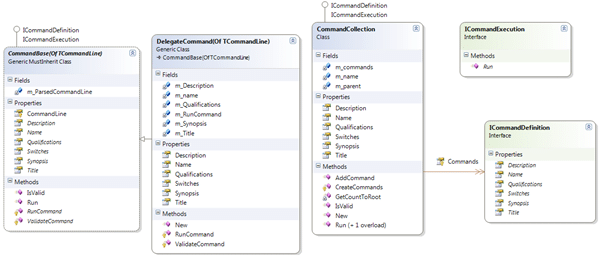 ICommandDefinition
ICommandExecution
CommandBase(Of TCommandLine)
Generic MustInherit Class
Fields
m_ParsedCommandLine
Properties
CommandLine
Description
Name
Qualifications
Switches
Synopsis
Title
Methods
IsValid
Run
RunCommand
ValidateCommand
DelegateCommand(Of TCommandLine)
Generic Class
CommandBase(Of TCommandLine)
Fields
m_Description
m_name
m_Qualifications
m_RunCommand
m_Synopsis
m_Title
Properties
Description
Name
Qualifications
Switches
Synopsis
Title
Methods
New
RunCommand
ValidateCommand
ICommandDefinition
ICommandExecution
CommandCollection
Class
Fields
m_commands
m_name
m_parent
Properties
Description
Name
Qualifications
Switches
Synopsis
Title
Methods
AddCommand
CreateCommands
GetCountToRoot
IsValid
New
Run (+ 1 overload)
Commands
ICommandExecution
Interface
Methods
Run
ICommandDefinition
Interface
Properties
Description
Name
Qualifications
Switches
Synopsis
Title